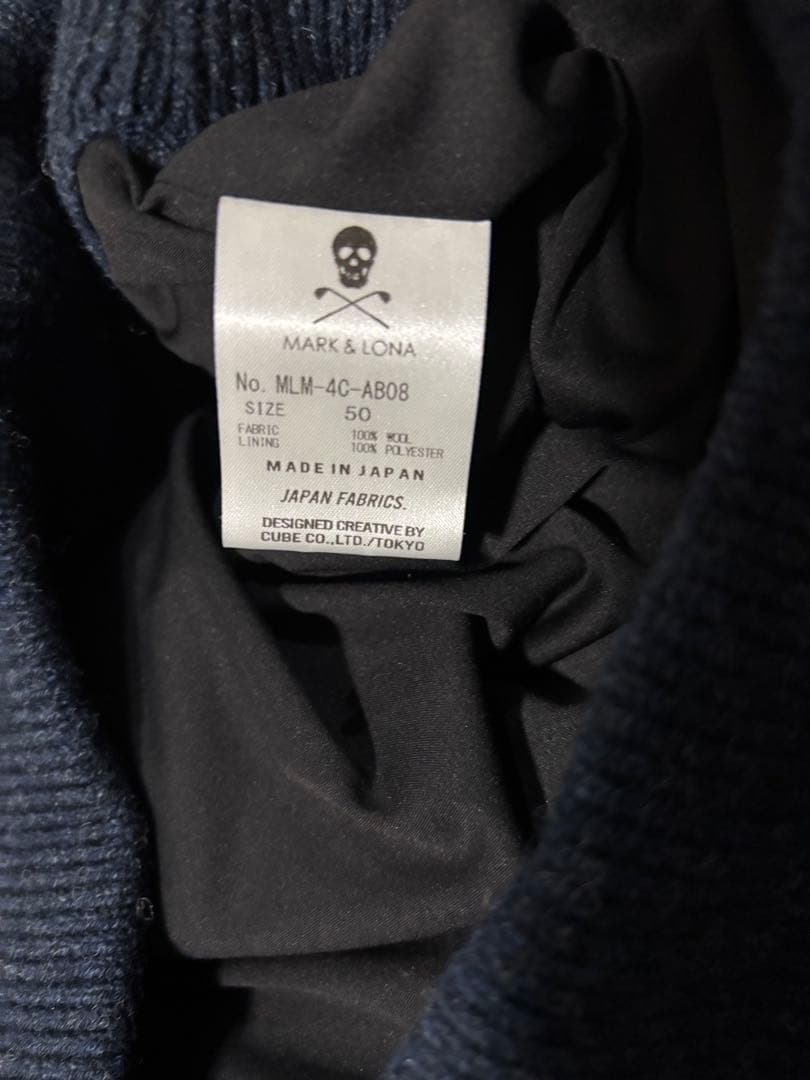 MARK & LONA
No. MLM-4C-AB08
SIZE 50
FABRIC 100% WOOL
LINING 100% POLYESTER
MADE IN JAPAN
JAPAN FABRICS.
DESIGNED CREATIVE BY
CUBE CO.,LTD./TOKYO